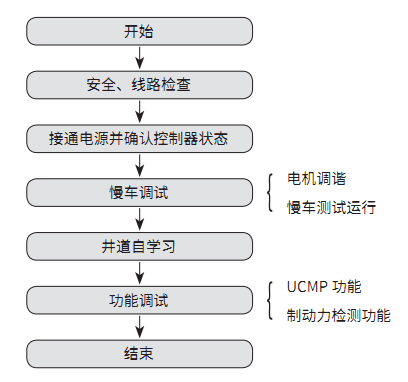 开始
安全、线路检查
接通电源并确认控制器状态
慢车调试
电机调谐
慢车测试运行
井道自学习
功能调试
UCMP 功能
制动力检测功能
结束